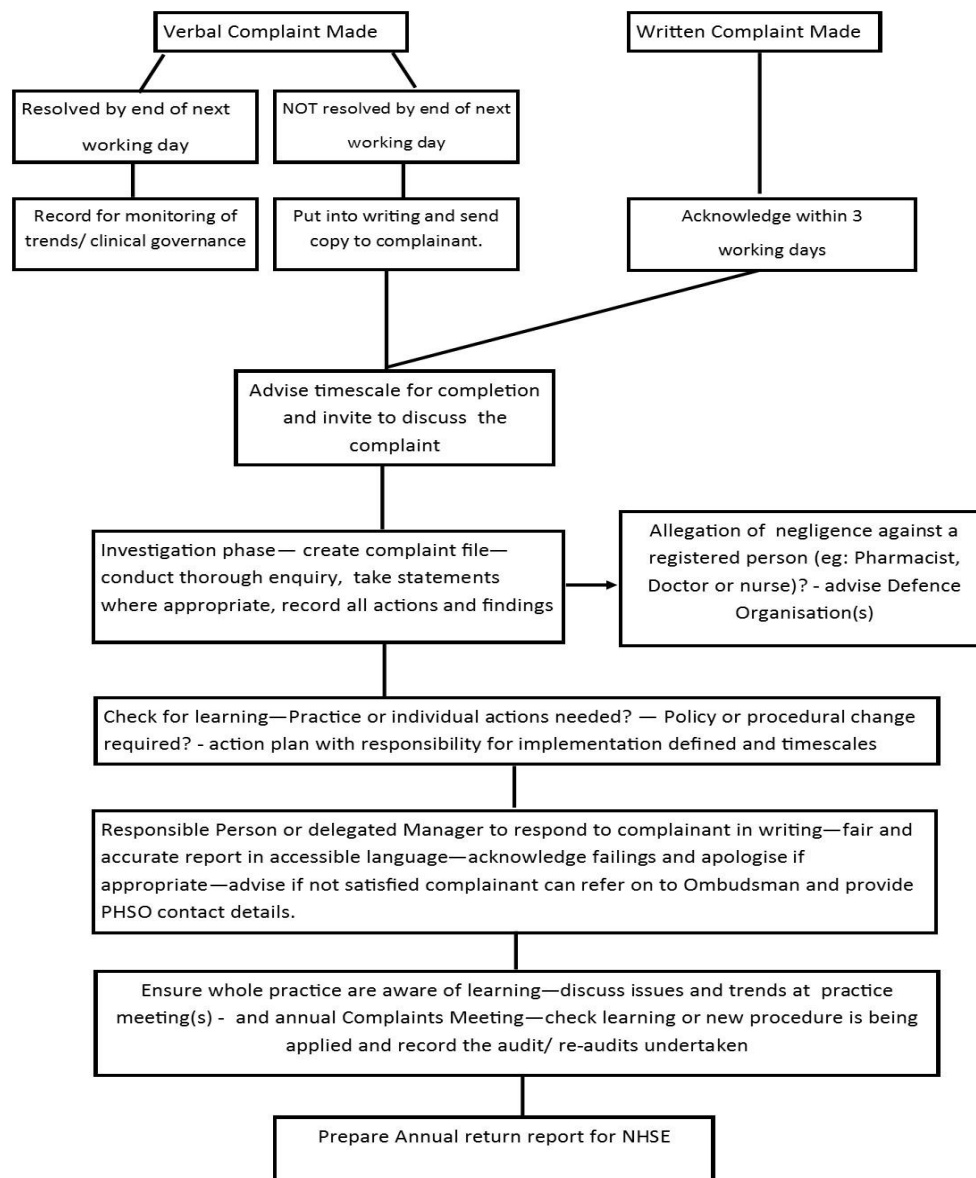 Verbal Complaint Made
Written Complaint Made
Resolved by end of next
working day
NOT resolved by end of next
working day
Record for monitoring of
trends/ clinical governance
Put into writing and send
copy to complainant.
Acknowledge within 3
working days
Advise timescale for completion
and invite to discuss the
complaint
Investigation phase— create complaint file—
conduct thorough enquiry, take statements
where appropriate, record all actions and findings
Allegation of negligence against a
registered person (eg: Pharmacist,
Doctor or nurse)? - advise Defence
Organisation(s)
Check for learning—Practice or individual actions needed? — Policy or procedural change
required? - action plan with responsibility for implementation defined and timescales
Responsible Person or delegated Manager to respond to complainant in writing—fair and
accurate report in accessible language—acknowledge failings and apologise if
appropriate—advise if not satisfied complainant can refer on to Ombudsman and provide
PHSO contact details.
Ensure whole practice are aware of learning—discuss issues and trends at practice
meeting(s) - and annual Complaints Meeting—check learning or new procedure is being
applied and record the audit/ re-audits undertaken
Prepare Annual return report for NHSE